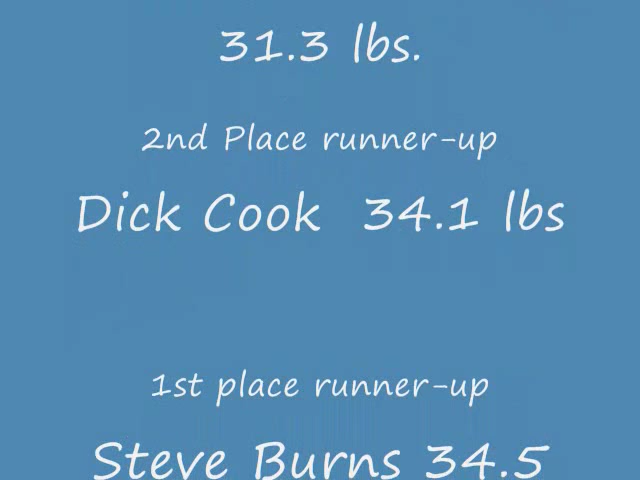 31.3 lbs.
2nd Place runner-up
Dick Cook 34.1 lbs
1st place runner-up
Steve Burns 34.5